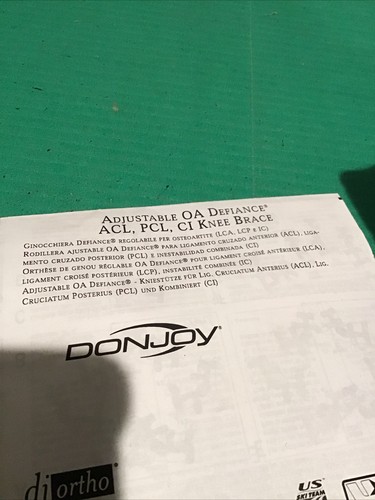 ADJUSTABLE OA DEFIANCE®
ACL, PCL, CI KNEE BRACE
GINOCCHIERA DEFIANCE® REGOLABILE PER OSTEOARTITE (LCA, LCP E IC)
RODILLERA AJUSTABLE OA DEFIANCE® PARA LIGAMENTO CRUZADO ANTERIOR (ACL), LIGA-
MENTO CRUZADO POSTERIOR (PCL) E INESTABILIDAD COMBINADA (CI)
ORTHÈSE DE GENOU RÉGLABLE OA DEFIANCE® POUR LIGAMENT CROISÉ ANTÉRIEUR (LCA),
LIGAMENT CROISÉ POSTÉRIEUR (LCP), INSTABILITÉ COMBINÉE (IC)
ADJUSTABLE OA DEFIANCE® - KNIESTÜTZE FÜR LIG. CRUCIATUM ANTERIUS (ACL), LIG.
CRUCIATUM POSTERIUS (PCL) UND KOMBINIERT (CI)
DONJOY®
dj ortho®
US
SKI TEAM